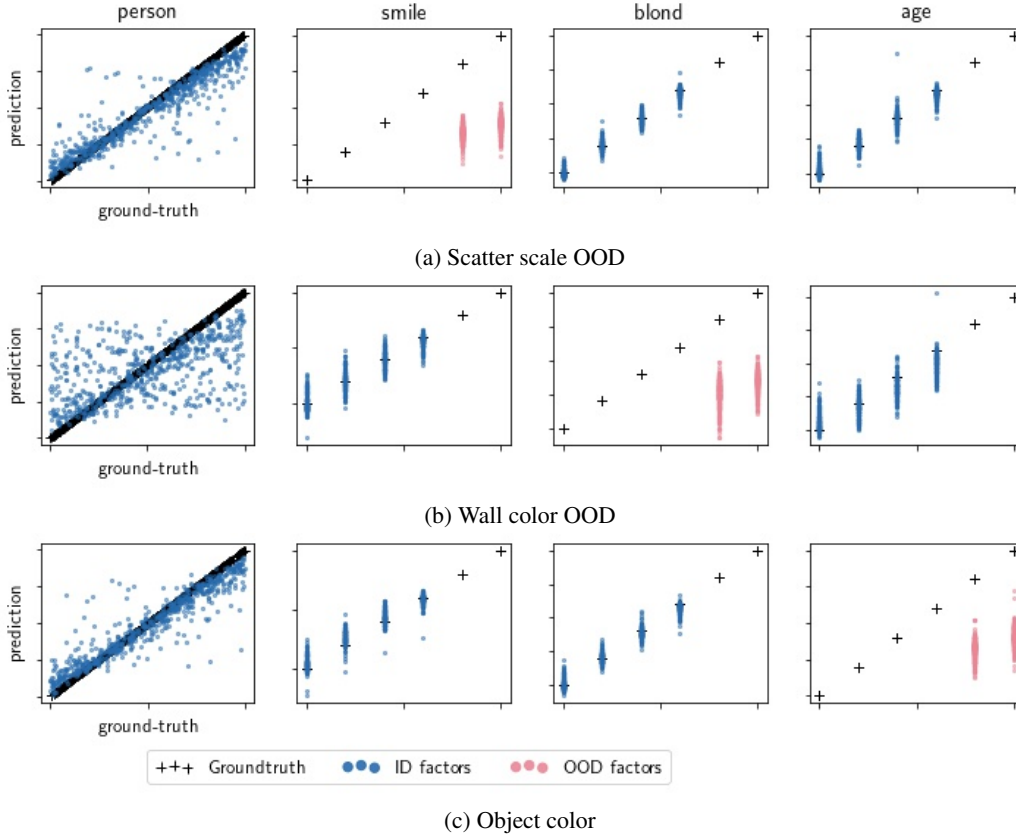 person smile blond age
prediction
ground-truth
(a) Scatter scale OOD
prediction
ground-truth
(b) Wall color OOD
prediction
ground-truth
+++ Groundtruth ID factors OOD factors
(c) Object color